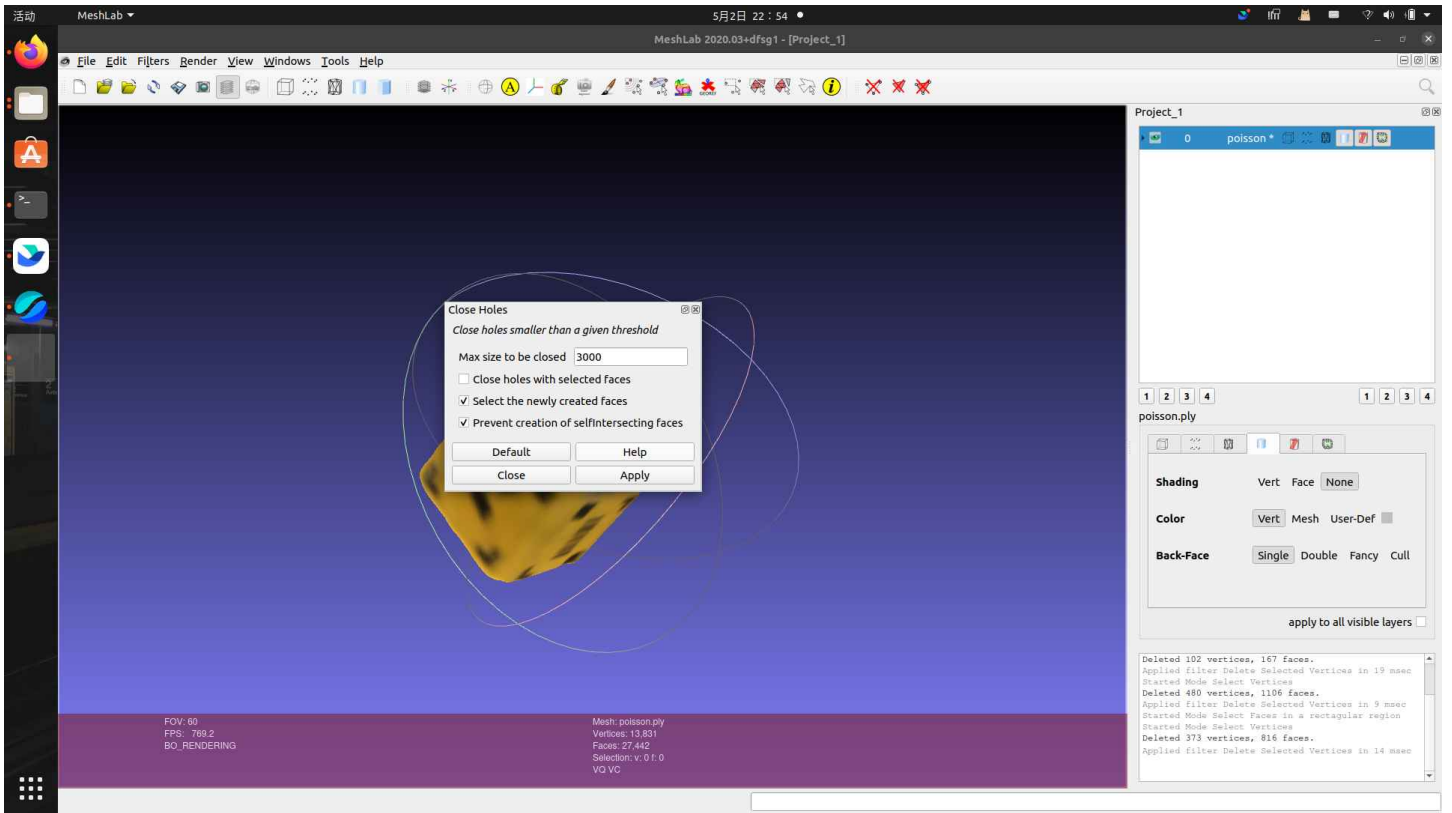 活动 MeshLab 5月2日 22：54
MeshLab 2020.03+dfsg1 - [Project_1]
File Edit Filters Render View Windows Tools Help
Project_1
0 poisson *
Close Holes
Close holes smaller than a given threshold
Max size to be closed 3000
Close holes with selected faces
Select the newly created faces
Prevent creation of selfIntersecting faces
Default Help
Close Apply
1 2 3 4 1 2 3 4
poisson.ply
Shading Vert Face None
Color Vert Mesh User-Def
Back-Face Single Double Fancy Cull
apply to all visible layers
Deleted 102 vertices, 167 faces.
Applied filter Delete Selected Vertices in 19 msec
Started Mode Select Vertices
Deleted 480 vertices, 1106 faces.
Applied filter Delete Selected Vertices in 9 msec
Started Mode Select Faces in a rectagular region
Started Mode Select Vertices
Deleted 373 vertices, 816 faces.
Applied filter Delete Selected Vertices in 14 msec
FOV: 60
FPS: 769.2
BO_RENDERING
Mesh: poisson.ply
Vertices: 13,831
Faces: 27,442
Selection: v: 0 f: 0
VQ VC